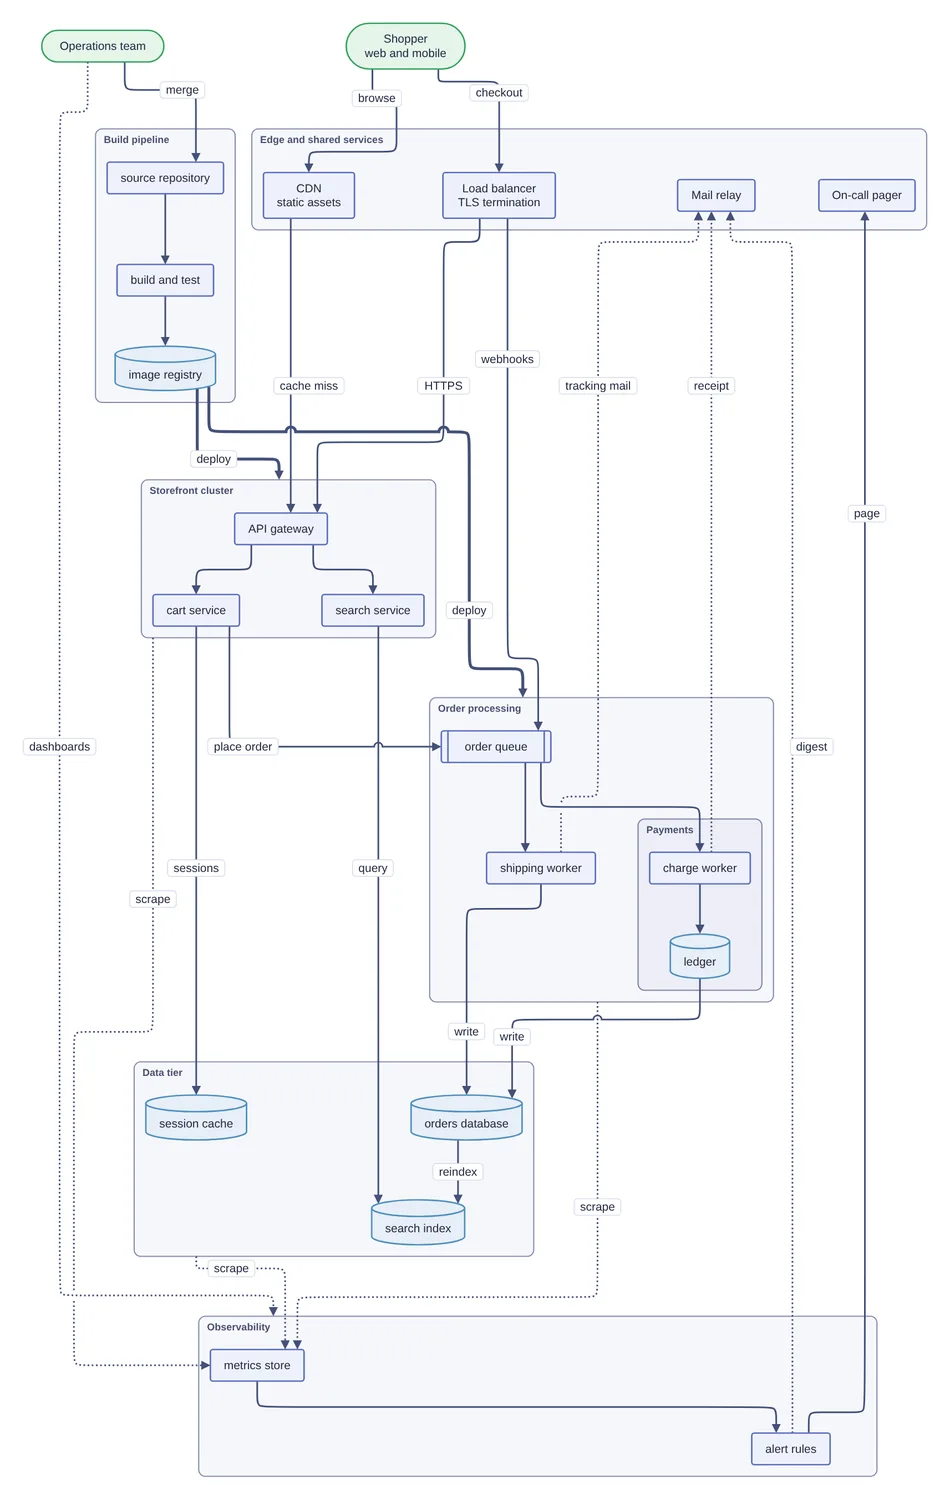 Operations team
Shopper
web and mobile
merge
browse
checkout
Build pipeline
Edge and shared services
source repository
CDN
static assets
Load balancer
TLS termination
Mail relay
On-call pager
build and test
image registry
webhooks
cache miss
HTTPS
tracking mail
receipt
deploy
Storefront cluster
page
API gateway
cart service
search service
deploy
Order processing
dashboards
place order
order queue
digest
Payments
sessions
query
shipping worker
charge worker
scrape
ledger
write
write
Data tier
session cache
orders database
reindex
scrape
search index
scrape
Observability
metrics store
alert rules